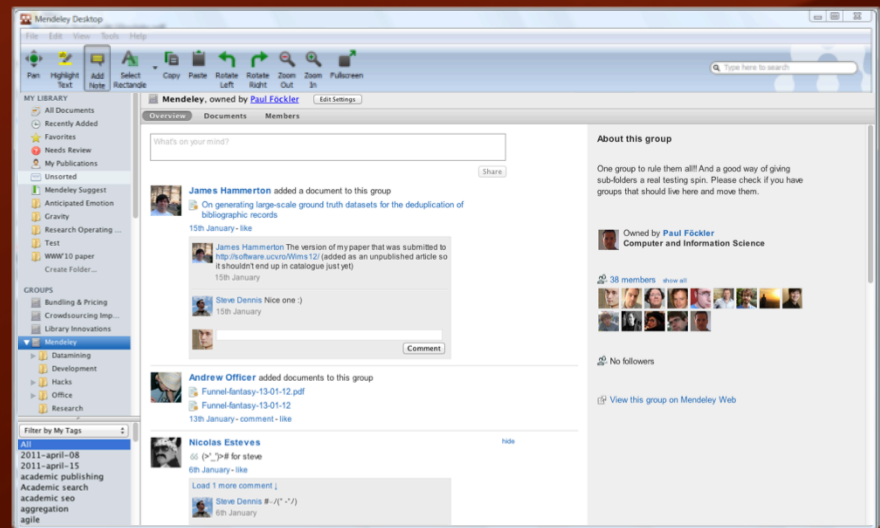 Mendeley Desktop
File Edit View Tools Help
Pan Highlight Text Add Note Select Rectangle Copy Paste Rotate Left Rotate Right Zoom Out Zoom In Fullscreen
Type here to search
MY LIBRARY
All Documents
Recently Added
Favorites
Needs Review
My Publications
Unsorted
Mendeley Suggest
Anticipated Emotion
Gravity
Research Operating ...
Test
WWW'10 paper
Create Folder...
GROUPS
Bundling & Pricing
Crowdsourcing Imp...
Library Innovations
Mendeley
Datamining
Development
Hacks
Office
Research
Filter by My Tags
All
2011-april-08
2011-april-15
academic publishing
Academic search
academic seo
aggregation
agile
Mendeley, owned by Paul Föckler Edit Settings
Overview Documents Members
What's on your mind?
Share
James Hammerton added a document to this group
On generating large-scale ground truth datasets for the deduplication of
bibliographic records
15th January - like
James Hammerton The version of my paper that was submitted to
http://software.ucv.ro/Wims12/ (added as an unpublished article so
it shouldn't end up in catalogue just yet)
15th January
Steve Dennis Nice one :)
15th January
Comment
Andrew Officer added documents to this group
Funnel-fantasy-13-01-12.pdf
Funnel-fantasy-13-01-12
13th January - comment - like
Nicolas Esteves hide
(>'_')># for steve
6th January - like
Load 1 more comment ↓
Steve Dennis #--/(" -"/)
6th January
About this group
One group to rule them all!! And a good way of giving
sub-folders a real testing spin. Please check if you have
groups that should live here and move them.
Owned by Paul Föckler
Computer and Information Science
38 members show all
No followers
View this group on Mendeley Web